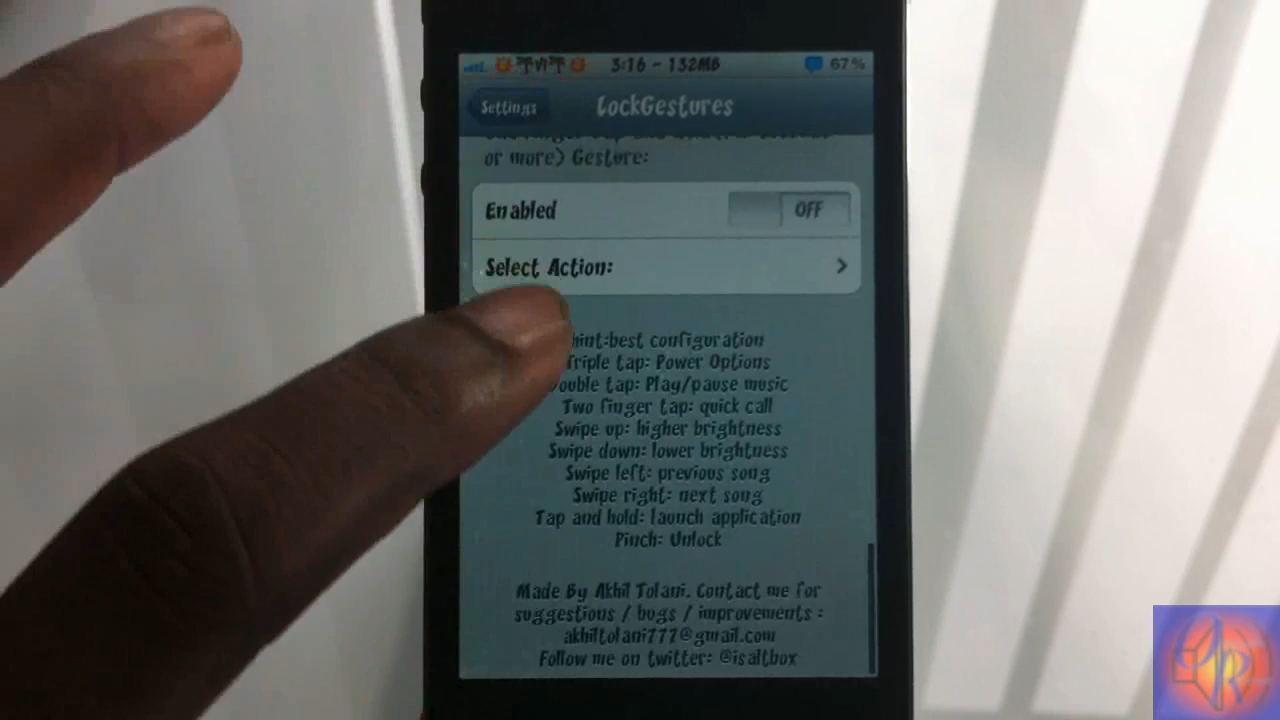 VI 3:16 - 132MB 67%
Settings LockGestures
or more) Gesture:
Enabled OFF
Select Action:
hint:best configuration
Triple tap: Power Options
Double tap: Play/pause music
Two finger tap: quick call
Swipe up: higher brightness
Swipe down: lower brightness
Swipe left: previous song
Swipe right: next song
Tap and hold: launch application
Pinch: Unlock
Made By Akhil Tolani. Contact me for
suggestions / bugs / improvements :
akhiltolani777@gmail.com
Follow me on twitter: @isaltbox